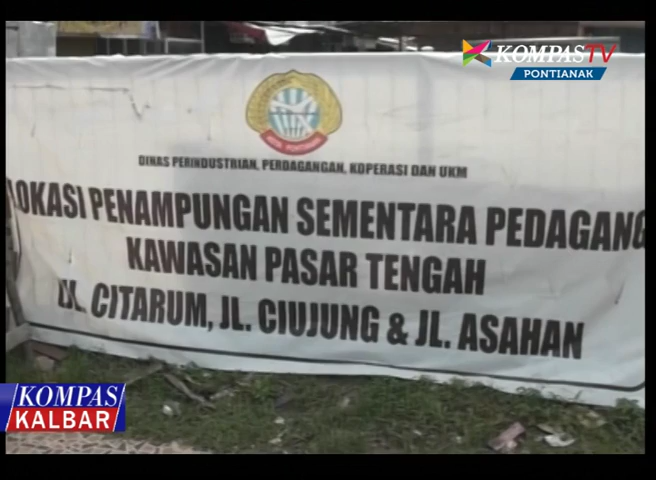 KOMPASTV
PONTIANAK
DINAS PERINDUSTRIAN, PERDAGANGAN, KOPERASI DAN UKM
LOKASI PENAMPUNGAN SEMENTARA PEDAGANG
KAWASAN PASAR TENGAH
JL. CITARUM, JL. CIUJUNG & JL. ASAHAN
KOMPAS
KALBAR